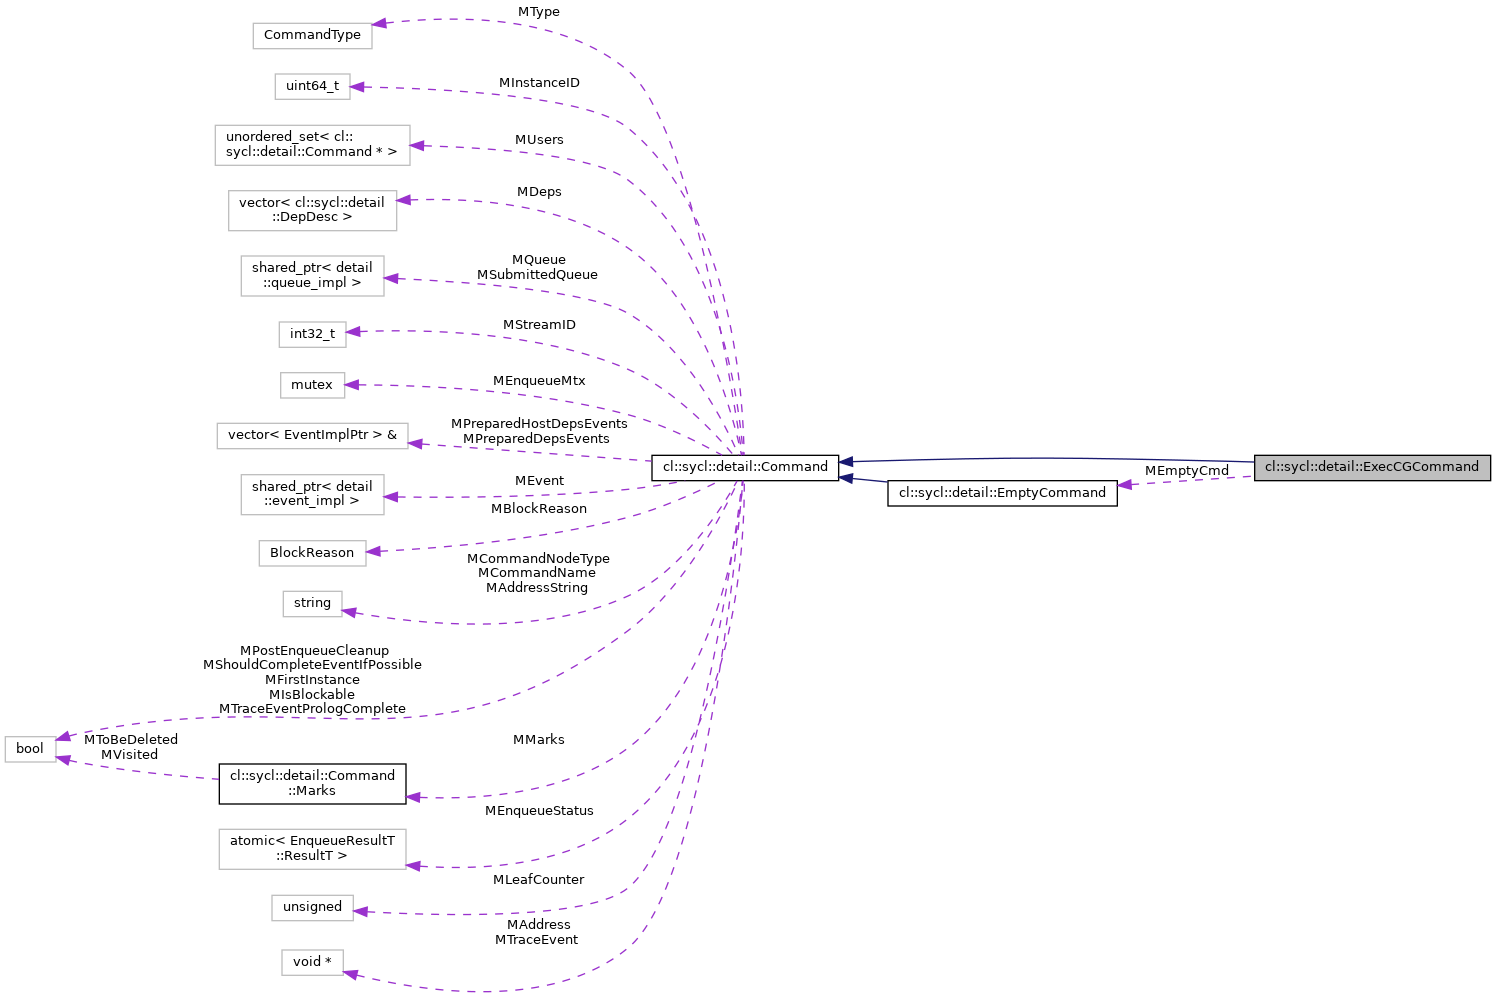 MType
CommandType
MInstanceID
uint64_t
MUsers
unordered_set< cl::
sycl::detail::Command * >
MDeps
vector< cl::sycl::detail
::DepDesc >
MQueue
MSubmittedQueue
shared_ptr< detail
::queue_impl >
MStreamID
int32_t
MEnqueueMtx
mutex
MPreparedHostDepsEvents
MPreparedDepsEvents
vector< EventImplPtr > &
cl::sycl::detail::Command
cl::sycl::detail::ExecCGCommand
MEmptyCmd
cl::sycl::detail::EmptyCommand
MEvent
shared_ptr< detail
::event_impl >
MBlockReason
BlockReason
MCommandNodeType
MCommandName
MAddressString
string
MPostEnqueueCleanup
MShouldCompleteEventIfPossible
MFirstInstance
MIsBlockable
MTraceEventPrologComplete
bool
MToBeDeleted
MVisited
MMarks
cl::sycl::detail::Command
::Marks
MEnqueueStatus
atomic< EnqueueResultT
::ResultT >
MLeafCounter
unsigned
MAddress
MTraceEvent
void *